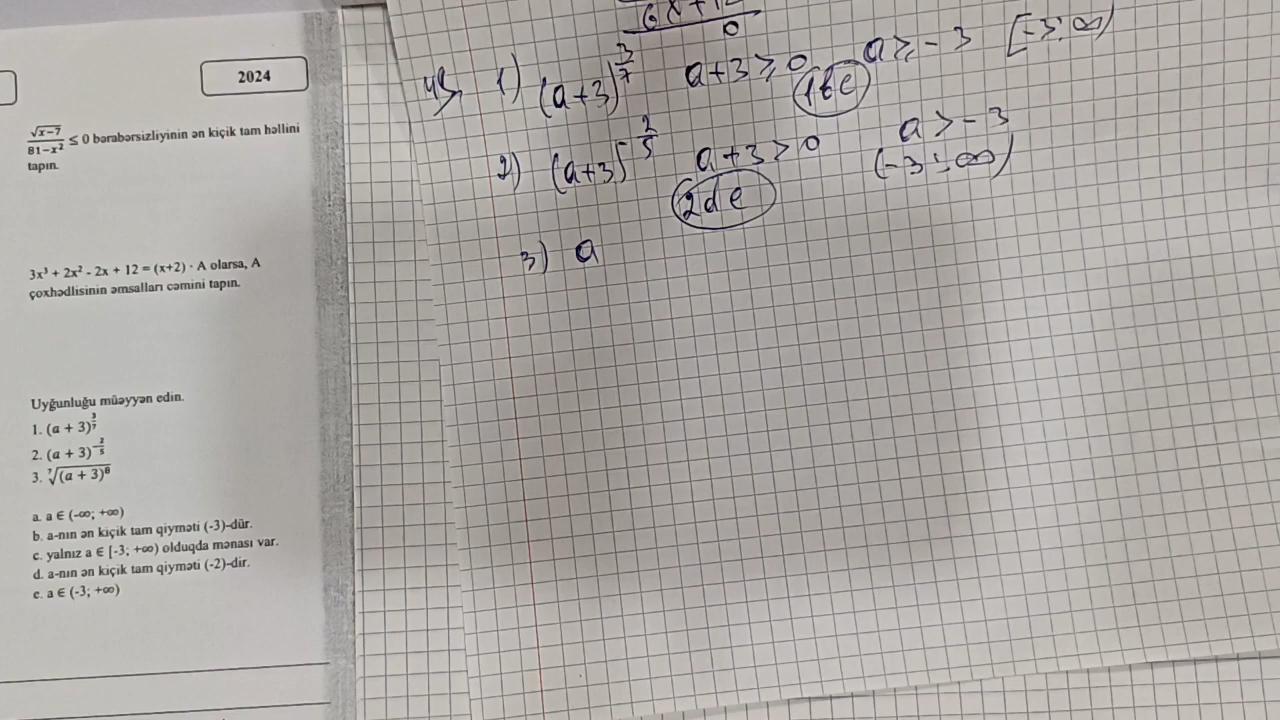 2024
√x-7 / 81-x² ≤ 0 bərabərsizliyinin ən kiçik tam həllini
tapın.
3x³ + 2x² - 2x + 12 = (x+2) · A olarsa, A
çoxhədlisinin əmsalları cəmini tapın.
Uyğunluğu müəyyən edin.
1. (a + 3)^(3/7)
2. (a + 3)^(-2/5)
3. ⁷√(a + 3)⁸
a. a ∈ (-∞; +∞)
b. a-nın ən kiçik tam qiyməti (-3)-dür.
c. yalnız a ∈ [-3; +∞) olduqda mənası var.
d. a-nın ən kiçik tam qiyməti (-2)-dir.
e. a ∈ (-3; +∞)
0
1) (a+3)^(3/7) a+3 ≥ 0 a ≥ -3 [-3; ∞)
1bc
2) (a+3)^(-2/5) a+3 > 0 a > -3
(-3; ∞)
2de
3) a